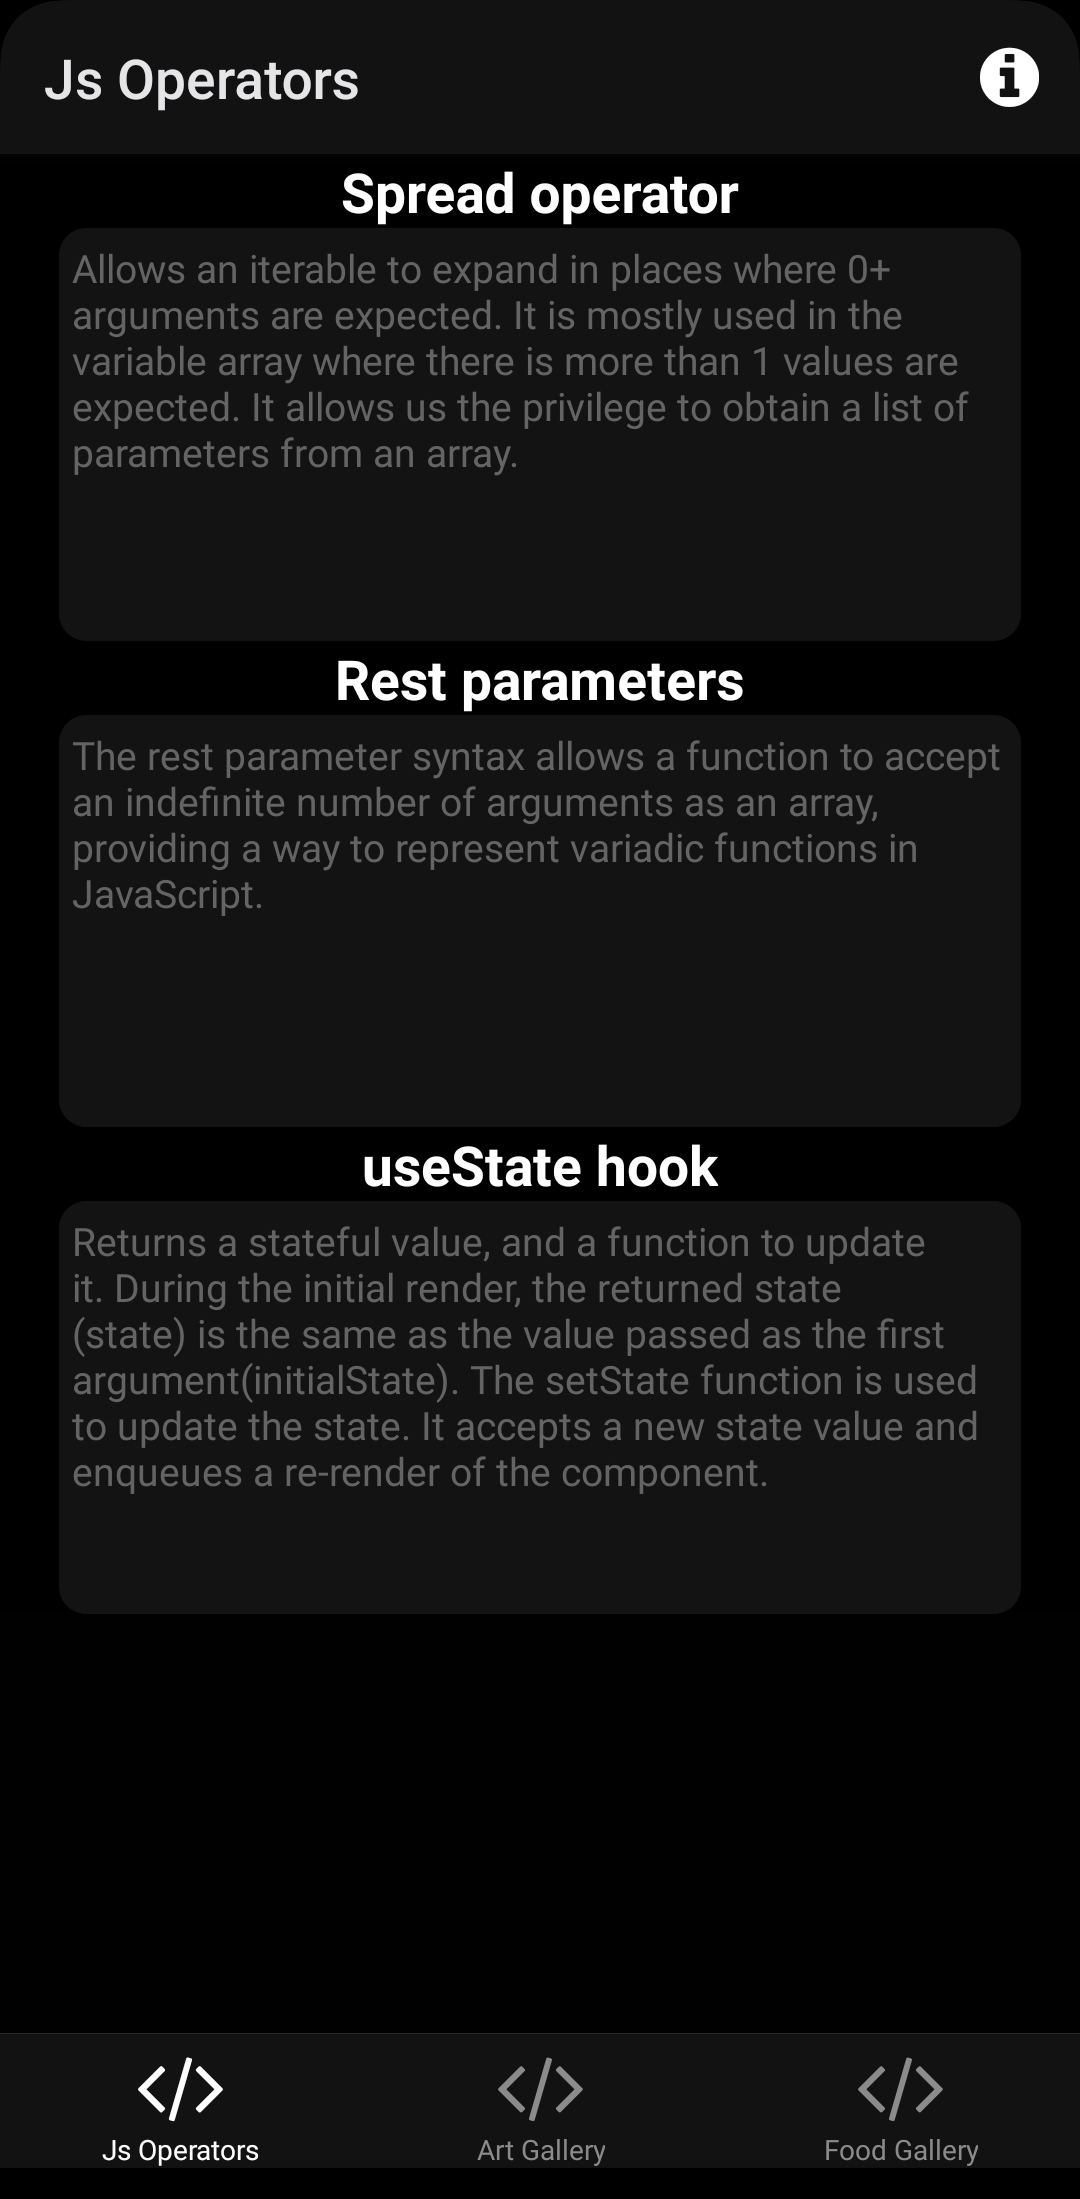 Js Operators
Spread operator
Allows an iterable to expand in places where 0+
arguments are expected. It is mostly used in the
variable array where there is more than 1 values are
expected. It allows us the privilege to obtain a list of
parameters from an array.
Rest parameters
The rest parameter syntax allows a function to accept
an indefinite number of arguments as an array,
providing a way to represent variadic functions in
JavaScript.
useState hook
Returns a stateful value, and a function to update
it. During the initial render, the returned state
(state) is the same as the value passed as the first
argument(initialState). The setState function is used
to update the state. It accepts a new state value and
enqueues a re-render of the component.
Js Operators
Art Gallery
Food Gallery